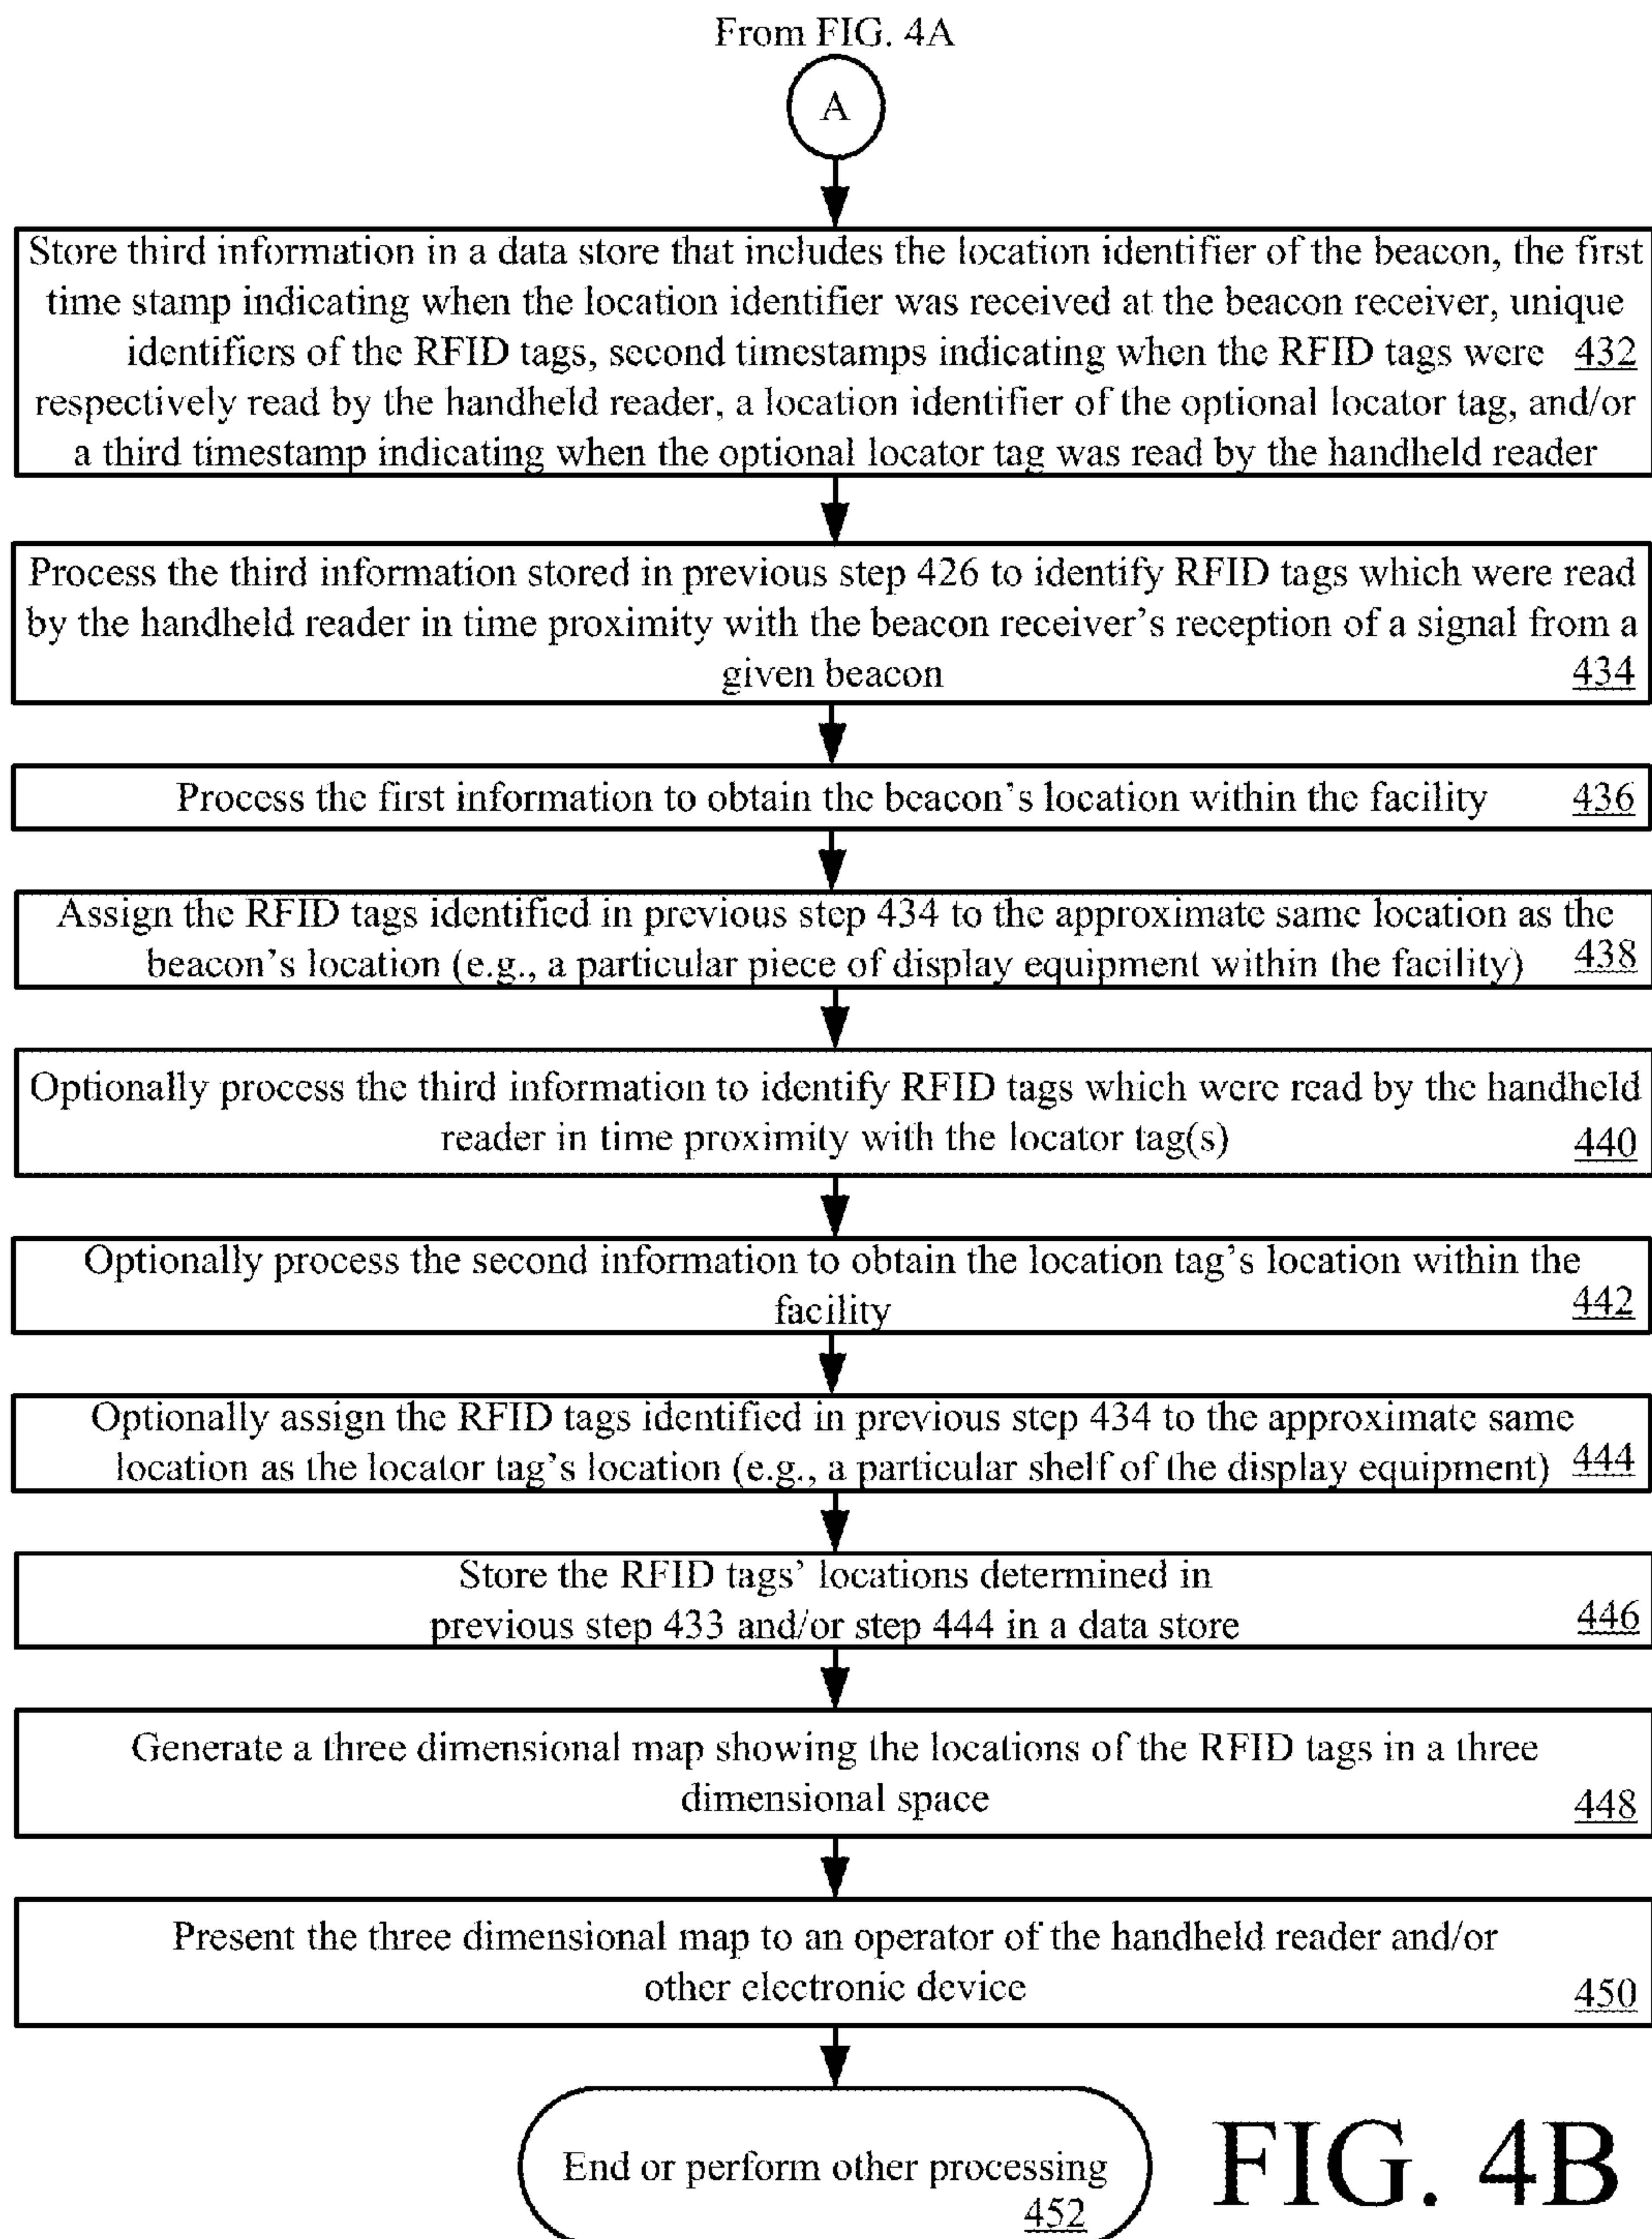 From FIG. 4A
A
Store third information in a data store that includes the location identifier of the beacon, the first
time stamp indicating when the location identifier was received at the beacon receiver, unique
identifiers of the RFID tags, second timestamps indicating when the RFID tags were 432
respectively read by the handheld reader, a location identifier of the optional locator tag, and/or
a third timestamp indicating when the optional locator tag was read by the handheld reader
Process the third information stored in previous step 426 to identify RFID tags which were read
by the handheld reader in time proximity with the beacon receiver's reception of a signal from a
given beacon 434
Process the first information to obtain the beacon's location within the facility 436
Assign the RFID tags identified in previous step 434 to the approximate same location as the
beacon's location (e.g., a particular piece of display equipment within the facility) 438
Optionally process the third information to identify RFID tags which were read by the handheld
reader in time proximity with the locator tag(s) 440
Optionally process the second information to obtain the location tag's location within the
facility 442
Optionally assign the RFID tags identified in previous step 434 to the approximate same
location as the locator tag's location (e.g., a particular shelf of the display equipment) 444
Store the RFID tags' locations determined in
previous step 433 and/or step 444 in a data store 446
Generate a three dimensional map showing the locations of the RFID tags in a three
dimensional space 448
Present the three dimensional map to an operator of the handheld reader and/or
other electronic device 450
End or perform other processing
452
FIG. 4B